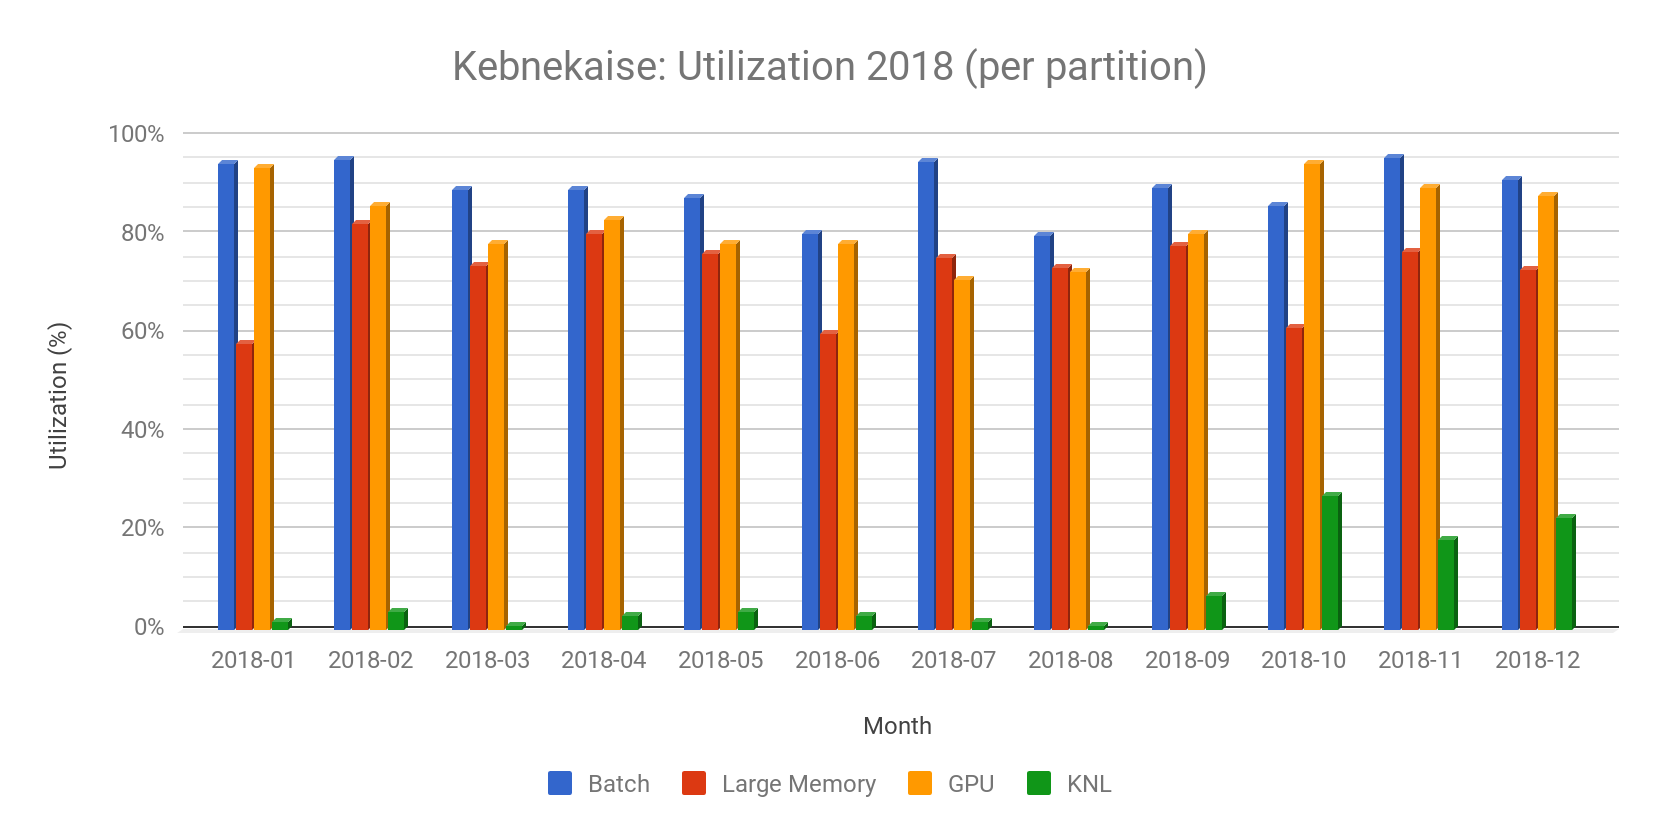 Kebnekaise: Utilization 2018 (per partition)
Utilization (%)
100%
80%
60%
40%
20%
0%
2018-01 2018-02 2018-03 2018-04 2018-05 2018-06 2018-07 2018-08 2018-09 2018-10 2018-11 2018-12
Month
Batch Large Memory GPU KNL